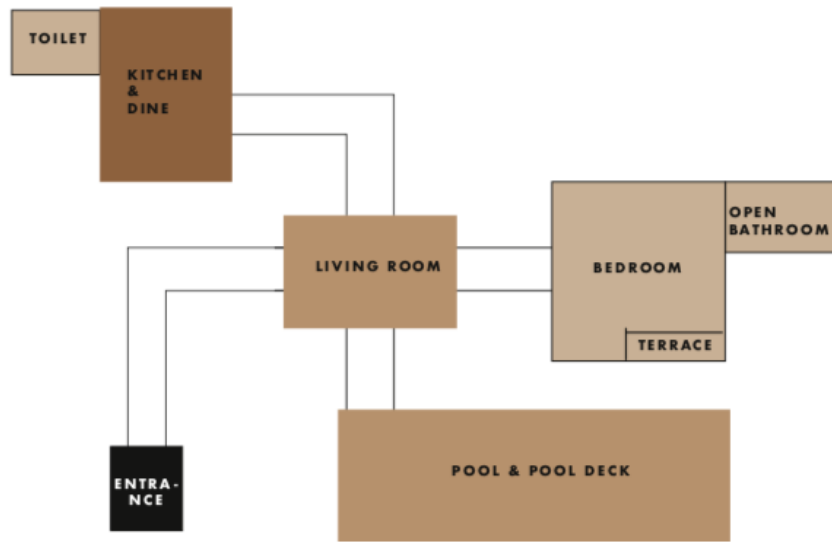 TOILET
KITCHEN
&
DINE
OPEN
BATHROOM
LIVING ROOM
BEDROOM
TERRACE
POOL & POOL DECK
ENTRA-
NCE